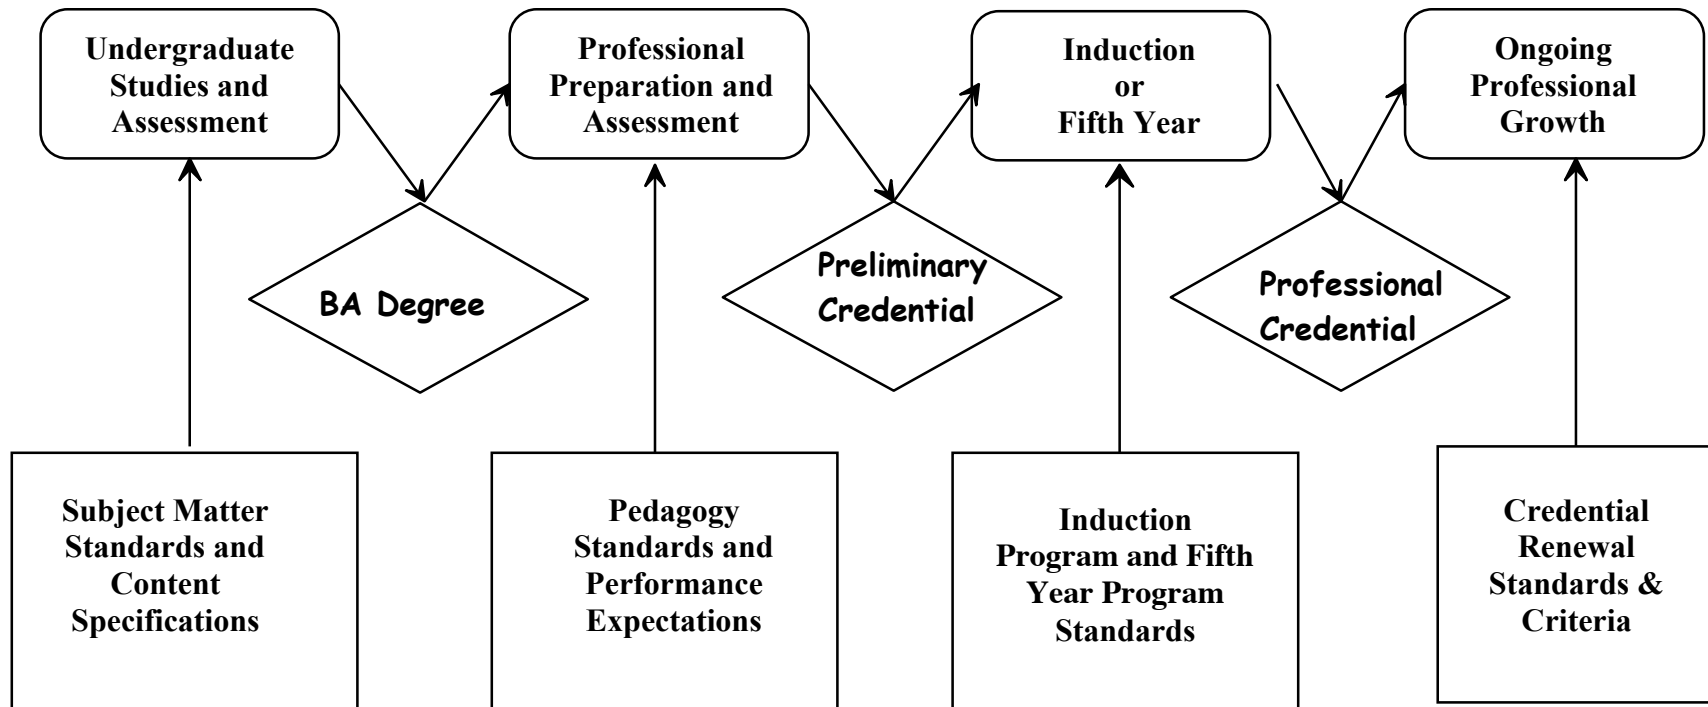 Undergraduate
Studies and
Assessment
Professional
Preparation and
Assessment
Induction
or
Fifth Year
Ongoing
Professional
Growth
BA Degree
Preliminary
Credential
Professional
Credential
Subject Matter
Standards and
Content
Specifications
Pedagogy
Standards and
Performance
Expectations
Induction
Program and Fifth
Year Program
Standards
Credential
Renewal
Standards &
Criteria